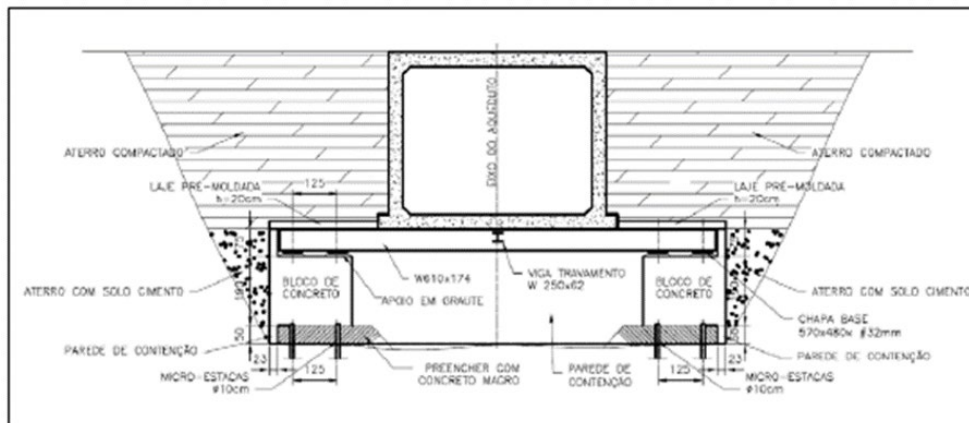 EIXO DO AQUEDUTO
ATERRO COMPACTADO
ATERRO COMPACTADO
LAJE PRÉ-MOLDADA
h=20cm
125
LAJE PRÉ-MOLDADA
h=20cm
75
BLOCO DE
CONCRETO
W610x174
APOIO EM GRAUTE
VIGA TRAVAMENTO
W 250x62
BLOCO DE
CONCRETO
ATERRO COM SOLO CIMENTO
ATERRO COM SOLO CIMENTO
CHAPA BASE
570x480x #32mm
50
PAREDE DE CONTENÇÃO
23
125
MICRO-ESTACAS
ø10cm
PREENCHER COM
CONCRETO MAGRO
PAREDE DE
CONTENÇÃO
125
23
PAREDE DE CONTENÇÃO
MICRO-ESTACAS
ø10cm